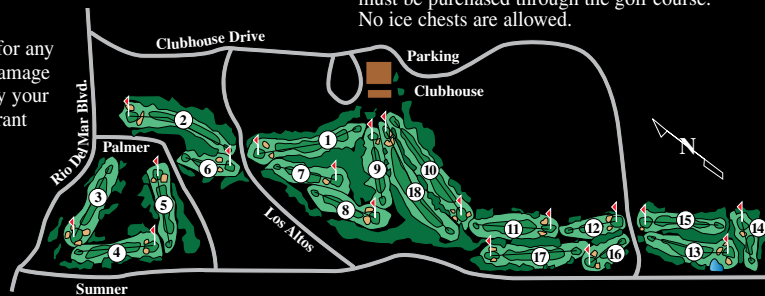 must be purchased through the golf course.
No ice chests are allowed.
for any
amage
y your
rant
Clubhouse Drive
Parking
Clubhouse
Rio Del Mar Blvd.
Palmer
Los Altos
Sumner
N
1
2
3
4
5
6
7
8
9
10
18
11
12
17
16
15
14
13